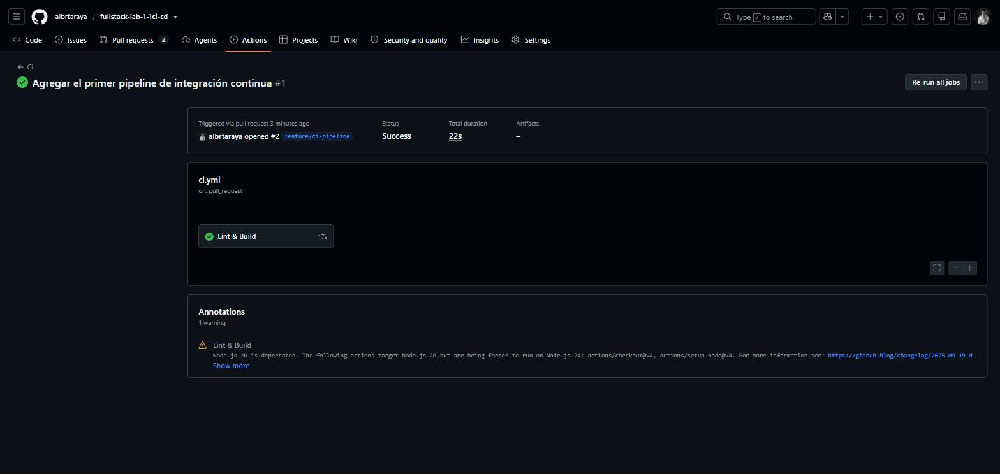 albrtaraya / fullstack-lab-1-1ci-cd
Type / to search
Code Issues Pull requests 2 Agents Actions Projects Wiki Security and quality Insights Settings
CI
Agregar el primer pipeline de integración continua #1
Re-run all jobs
Triggered via pull request 3 minutes ago
albrtaraya opened #2 feature/ci-pipeline
Status
Success
Total duration
22s
Artifacts
–
ci.yml
on: pull_request
Lint & Build 17s
Annotations
1 warning
Lint & Build
Node.js 20 is deprecated. The following actions target Node.js 20 but are being forced to run on Node.js 24: actions/checkout@v4, actions/setup-node@v4. For more information see: https://github.blog/changelog/2025-09-19-d…
Show more